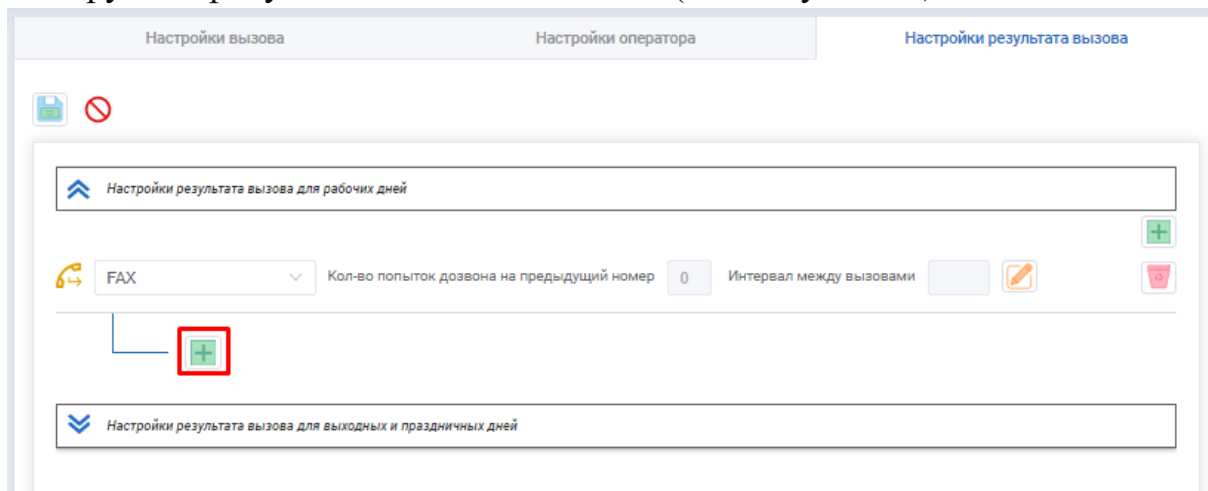 Настройки вызова Настройки оператора Настройки результата вызова
Настройки результата вызова для рабочих дней
FAX Кол-во попыток дозвона на предыдущий номер 0 Интервал между вызовами
Настройки результата вызова для выходных и праздничных дней